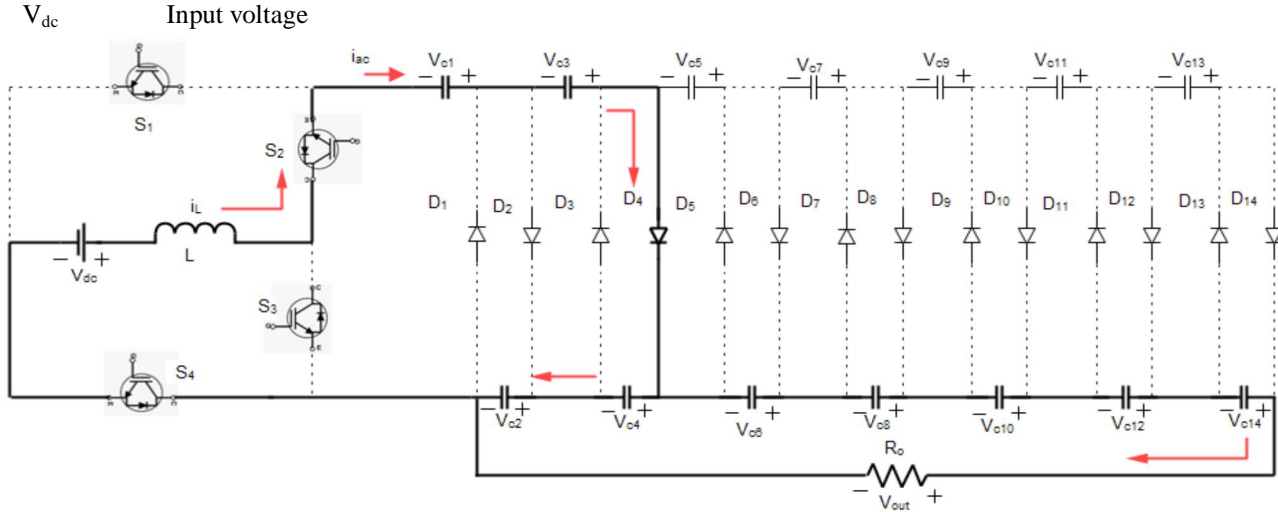 Vdc Input voltage
iac Vc1 Vc3 Vc5 Vc7 Vc9 Vc11 Vc13
− + − + − + − + − + − + − +
S1
S2
iL
D1 D2 D3 D4 D5 D6 D7 D8 D9 D10 D11 D12 D13 D14
− + L
Vdc
S3
S4
− + − + − + − + − + − + − +
Vc2 Vc4 Vc6 Vc8 Vc10 Vc12 Vc14
Ro
− Vout +